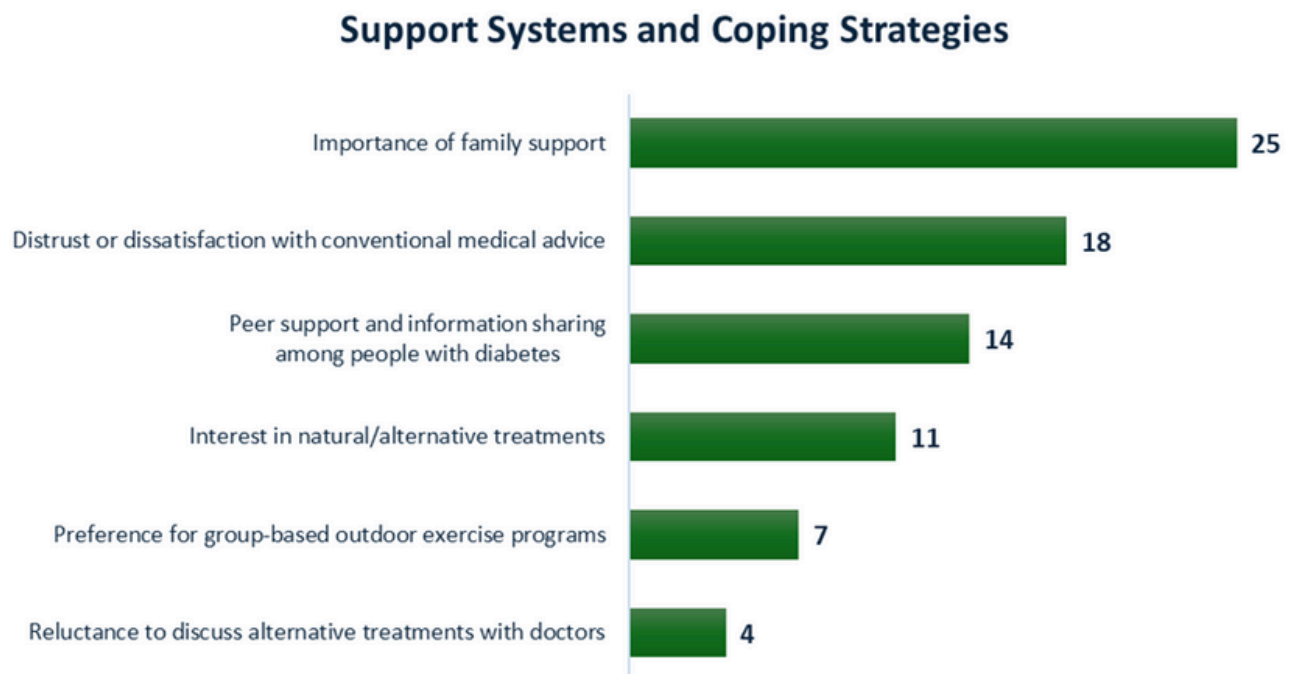 Support Systems and Coping Strategies
Importance of family support
25
Distrust or dissatisfaction with conventional medical advice
18
Peer support and information sharing
among people with diabetes
14
Interest in natural/alternative treatments
11
Preference for group-based outdoor exercise programs
7
Reluctance to discuss alternative treatments with doctors
4